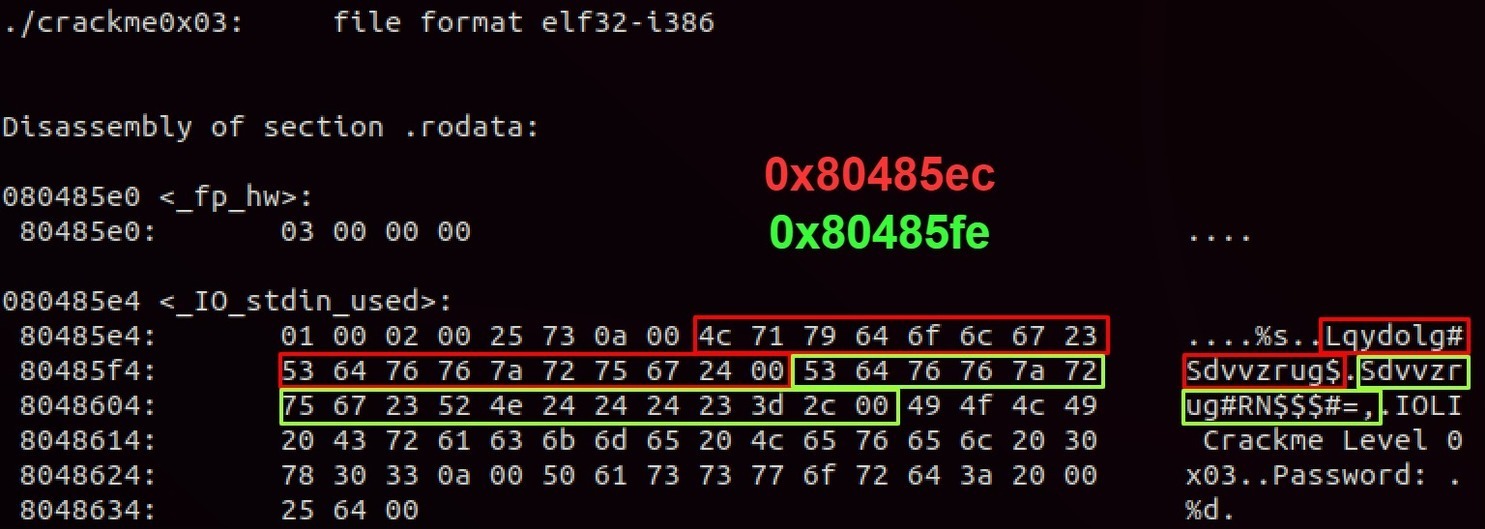 ./crackme0x03:     file format elf32-i386
Disassembly of section .rodata:
0x80485ec
080485e0 <_fp_hw>:
0x80485fe
 80485e0:       03 00 00 00                                         ....
080485e4 <_IO_stdin_used>:
 80485e4:       01 00 02 00 25 73 0a 00 4c 71 79 64 6f 6c 67 23     ....%s..Lqydolg#
 80485f4:       53 64 76 76 7a 72 75 67 24 00 53 64 76 76 7a 72     Sdvvzrug$.Sdvvzr
 8048604:       75 67 23 52 4e 24 24 24 23 3d 2c 00 49 4f 4c 49     ug#RN$$$#=,.IOLI
 8048614:       20 43 72 61 63 6b 6d 65 20 4c 65 76 65 6c 20 30      Crackme Level 0
 8048624:       78 30 33 0a 00 50 61 73 73 77 6f 72 64 3a 20 00     x03..Password: .
 8048634:       25 64 00                                            %d.